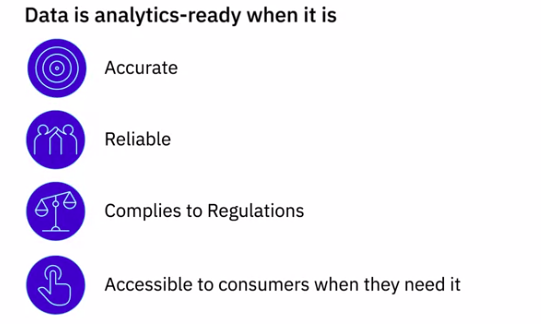 Data is analytics-ready when it is
Accurate
Reliable
Complies to Regulations
Accessible to consumers when they need it